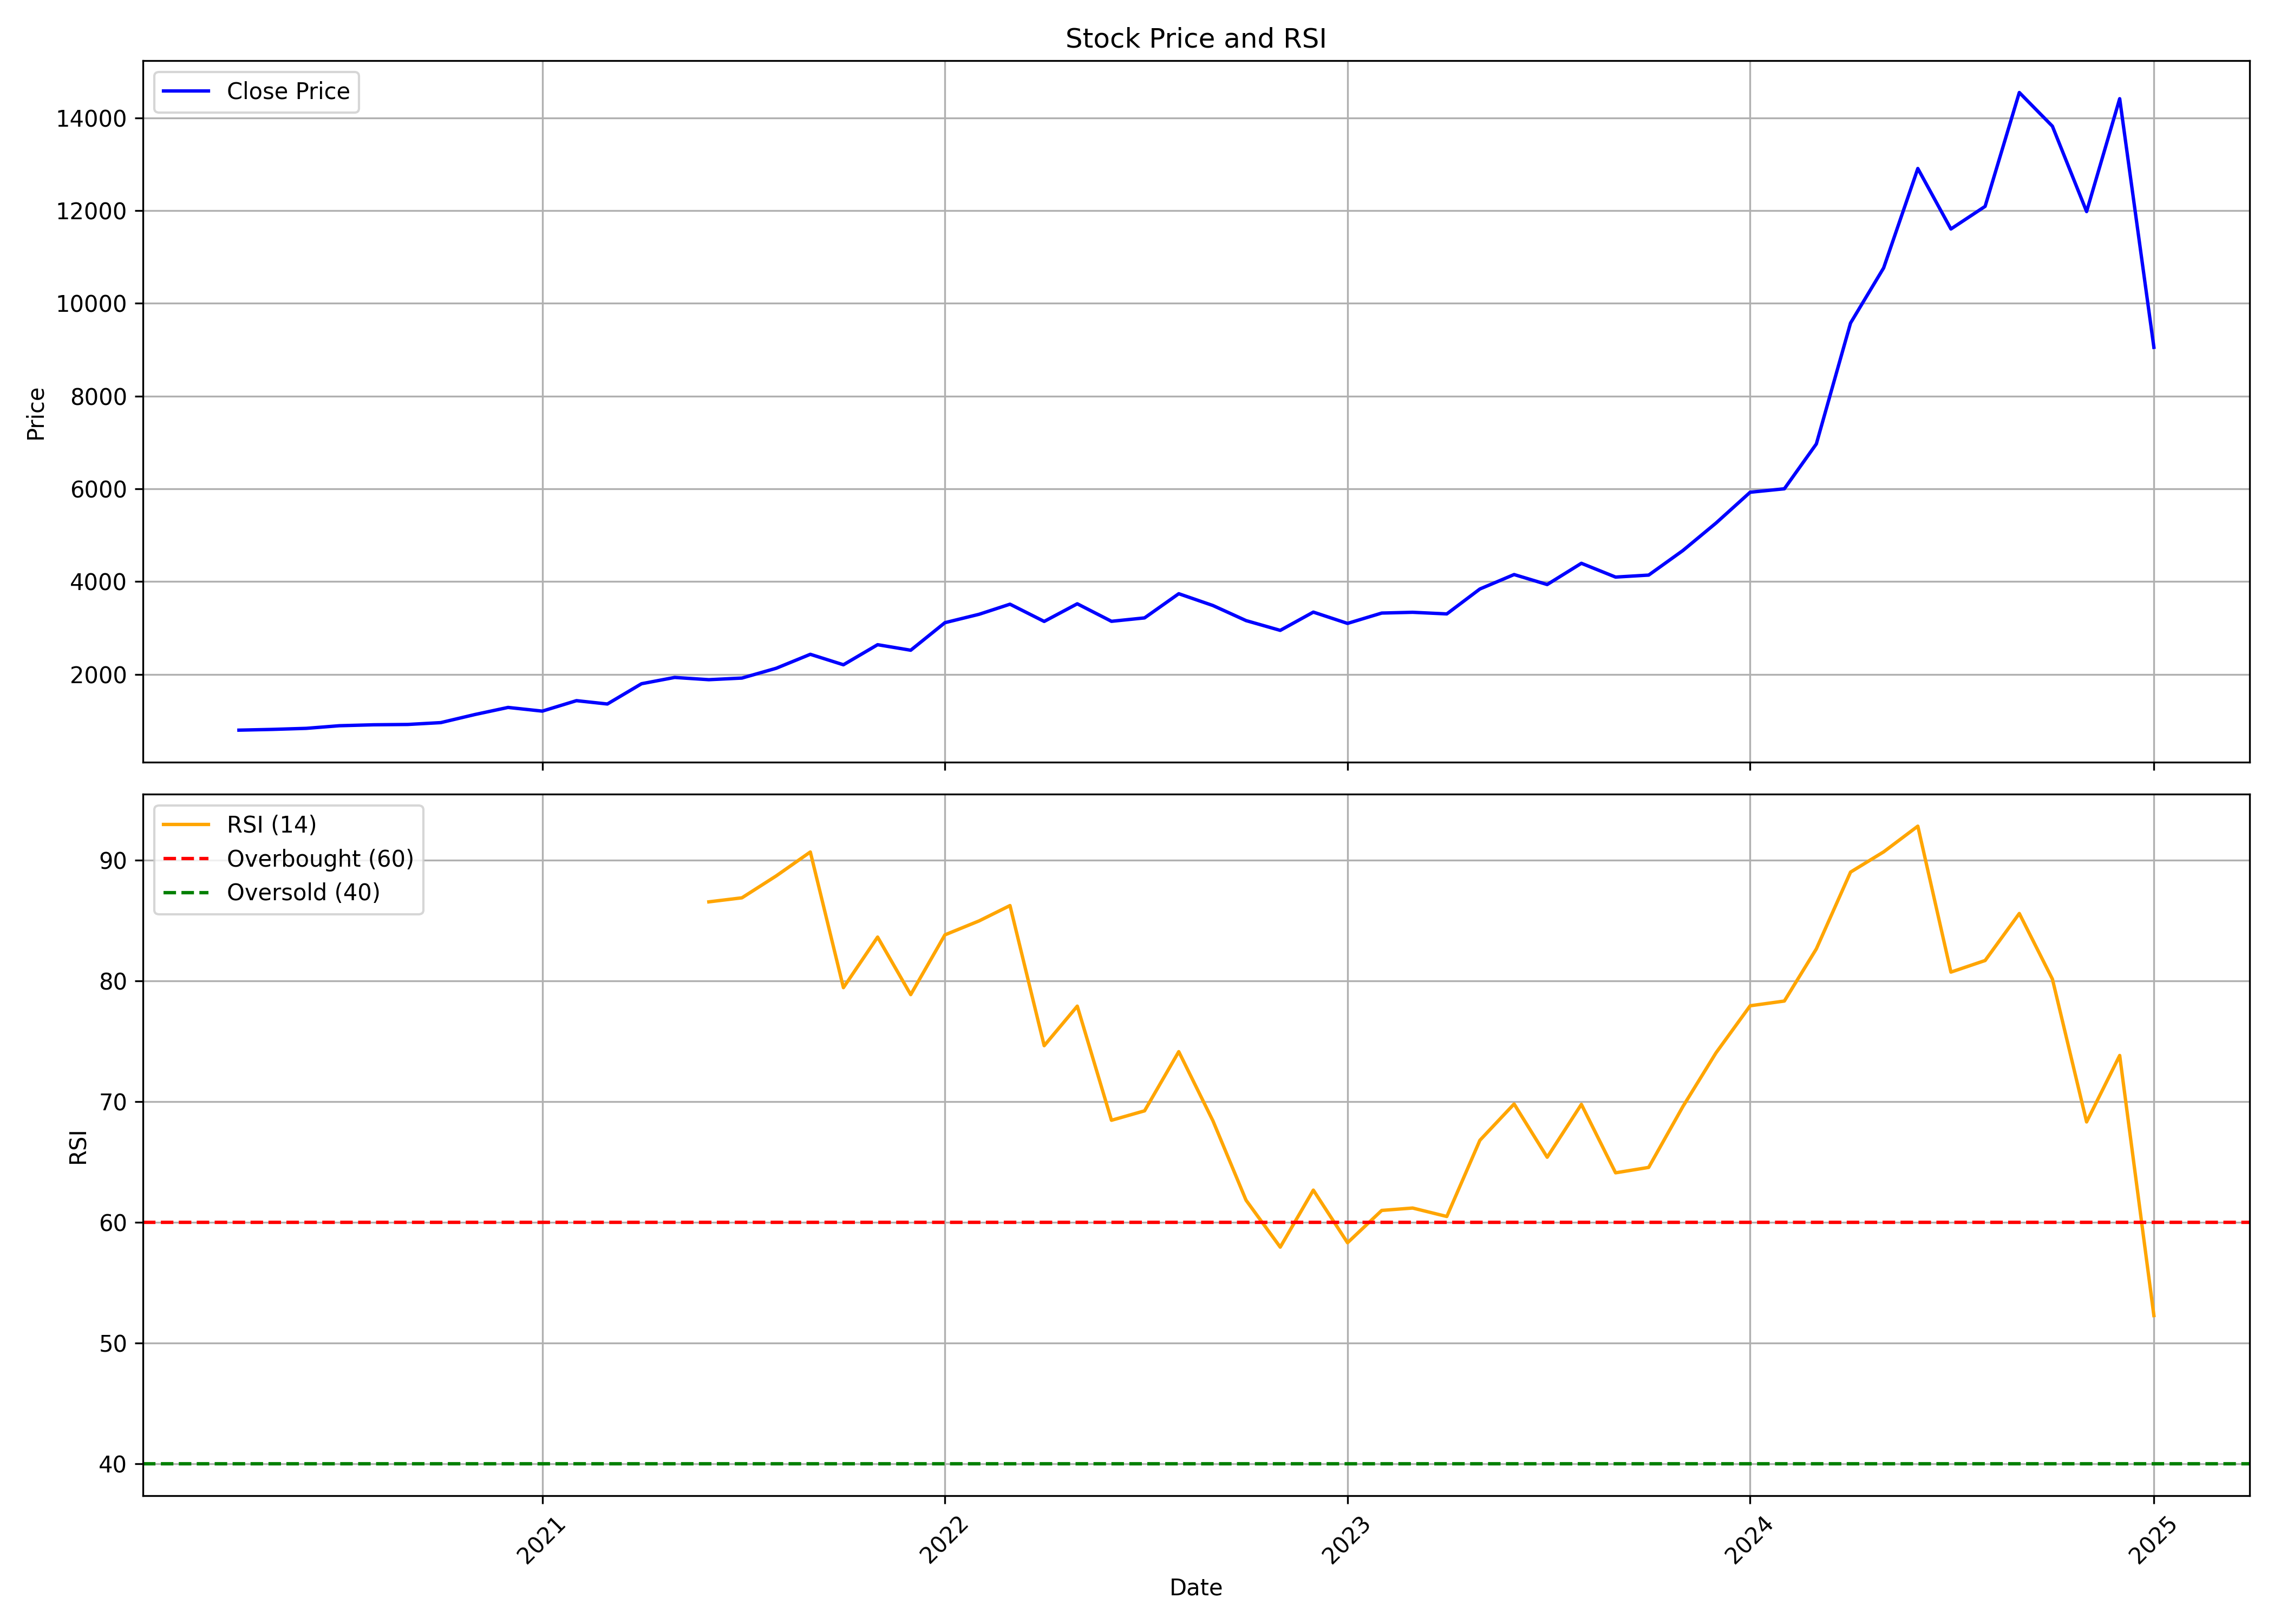 Stock Price and RSI
Close Price
14000
12000
10000
8000
6000
4000
2000
Price
RSI (14)
Overbought (60)
Oversold (40)
90
80
70
60
50
40
RSI
2021
2022
2023
2024
2025
Date